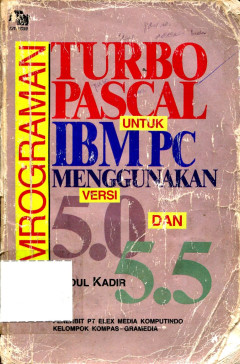 MROGRAMAN
TURBO
PASCAL
UNTUK
IBM PC
MENGGUNAKAN
VERSI
5.0 DAN
5.5
DUL KADIR
PENERBIT PT ELEX MEDIA KOMPUTINDO
KELOMPOK KOMPAS - GRAMEDIA